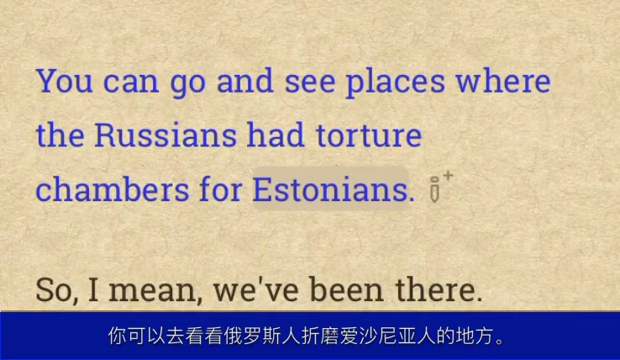 You can go and see places where
the Russians had torture
chambers for Estonians.
So, I mean, we've been there.
你可以去看看俄罗斯人折磨爱沙尼亚人的地方。